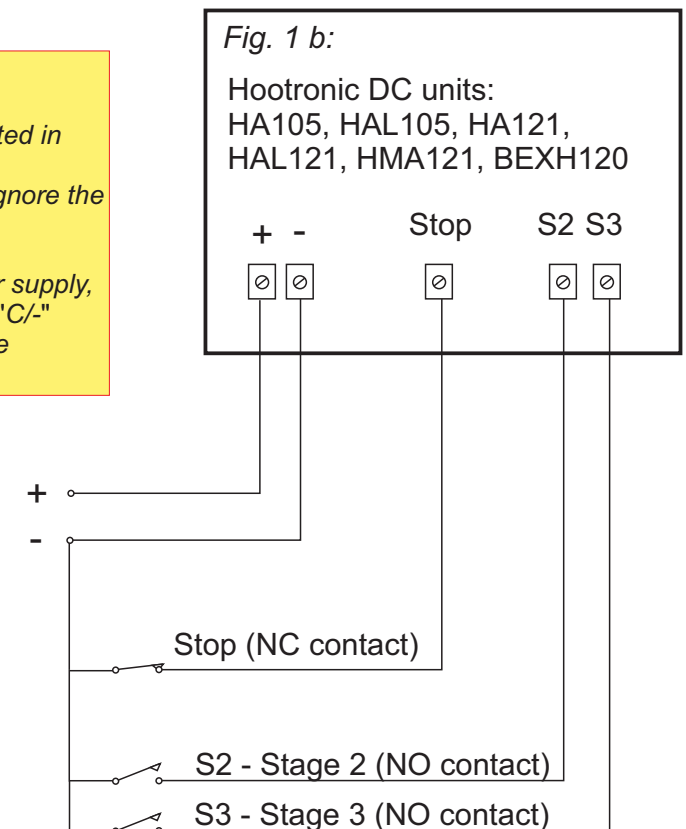 ted in
gnore the
r supply,
"C/-"
e
Fig. 1 b:
Hootronic DC units:
HA105, HAL105, HA121,
HAL121, HMA121, BEXH120
+ - Stop S2 S3
+
-
Stop (NC contact)
S2 - Stage 2 (NO contact)
S3 - Stage 3 (NO contact)